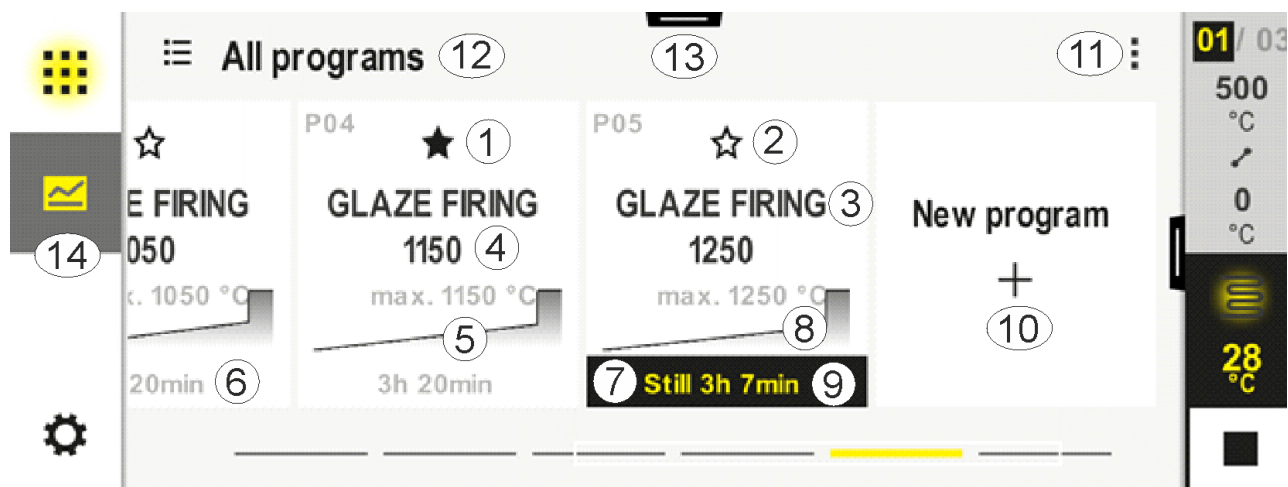 All programs 12
13
11
01 / 03
500
°C
0
°C
28
°C
14
E FIRING
050
x. 1050 °C
20min 6
P04
1
GLAZE FIRING
1150 4
max. 1150 °C
5
3h 20min
P05
2
GLAZE FIRING 3
1250
max. 1250 °C
8
7 Still 3h 7min 9
New program
+
10